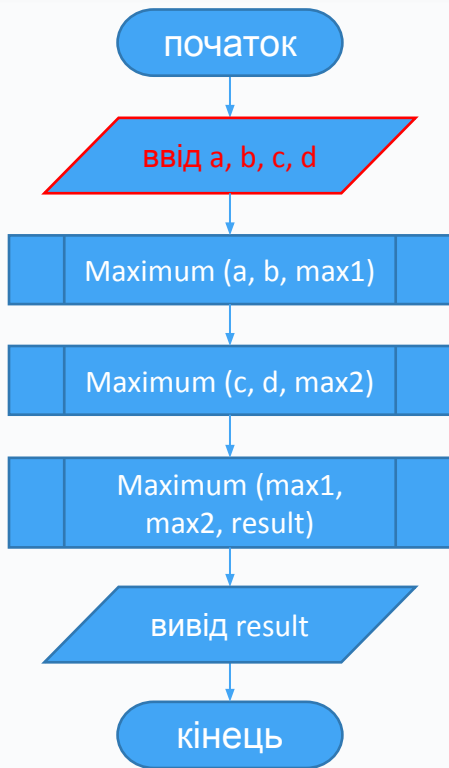 початок
ввід a, b, c, d
Maximum (a, b, max1)
Maximum (c, d, max2)
Maximum (max1,
max2, result)
вивід result
кінець